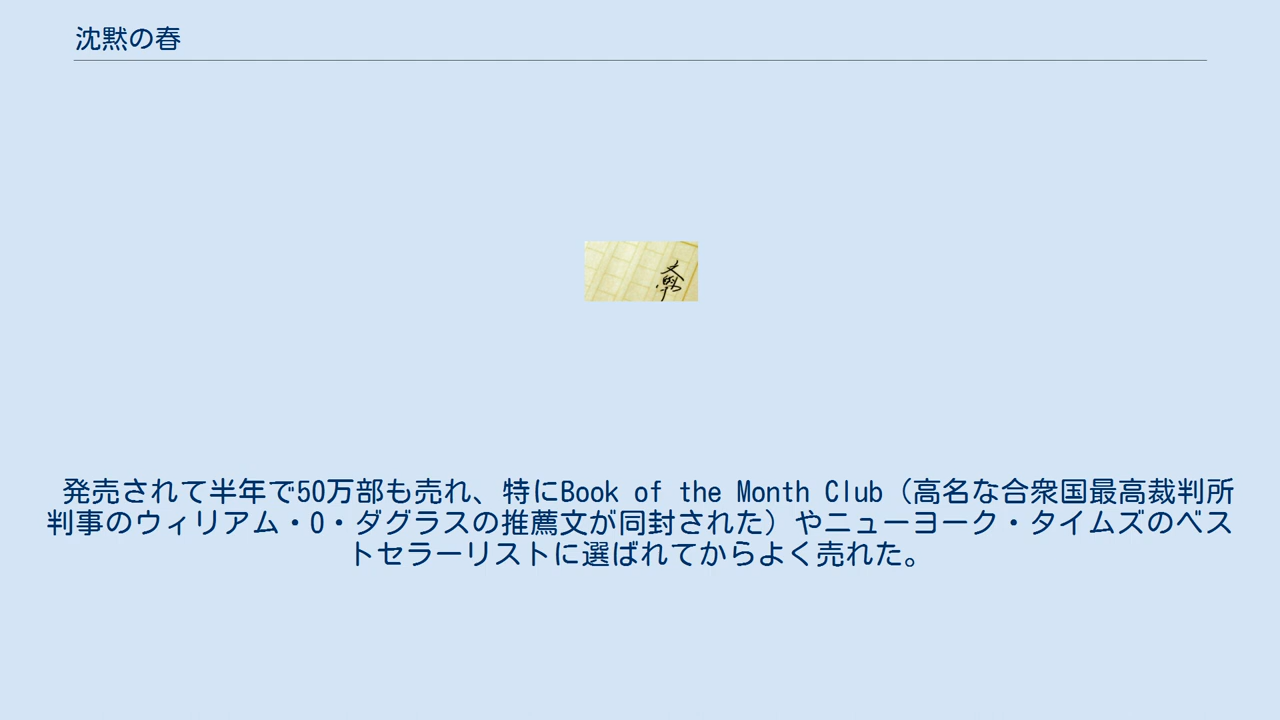 沈黙の春
発売されて半年で50万部も売れ、特にBook of the Month Club（高名な合衆国最高裁判所
判事のウィリアム・O・ダグラスの推薦文が同封された）やニューヨーク・タイムズのベス
トセラーリストに選ばれてからよく売れた。